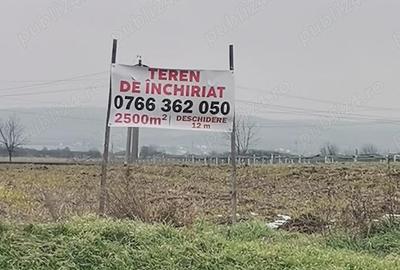 TEREN
DE ÎNCHIRIAT
0766 362 050
2500m² DESCHIDERE
12 m